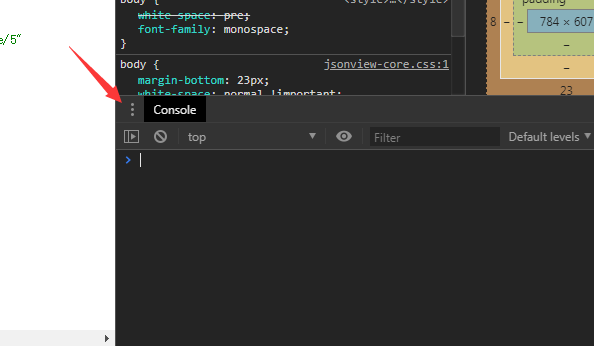 e/5"
body {
<style>…</style>
white-space: pre;
font-family: monospace;
}
body {
jsonview-core.css:1
margin-bottom: 23px;
white-space: normal !important;
padding
8
–
–
784 × 607
–
–
23
Console
top
Filter
Default levels